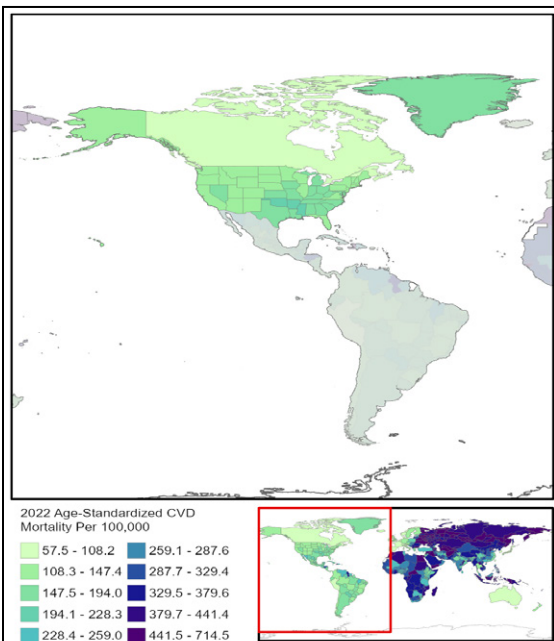 2022 Age-Standardized CVD
Mortality Per 100,000
57.5 - 108.2
108.3 - 147.4
147.5 - 194.0
194.1 - 228.3
228.4 - 259.0
259.1 - 287.6
287.7 - 329.4
329.5 - 379.6
379.7 - 441.4
441.5 - 714.5